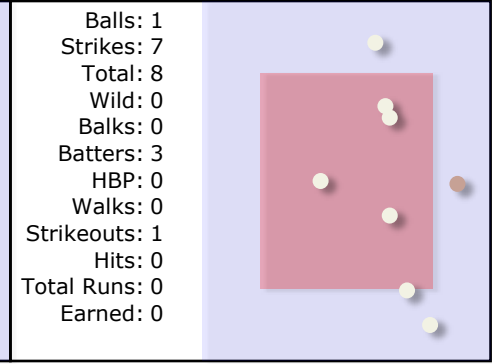 Balls: 1
Strikes: 7
Total: 8
Wild: 0
Balks: 0
Batters: 3
HBP: 0
Walks: 0
Strikeouts: 1
Hits: 0
Total Runs: 0
Earned: 0